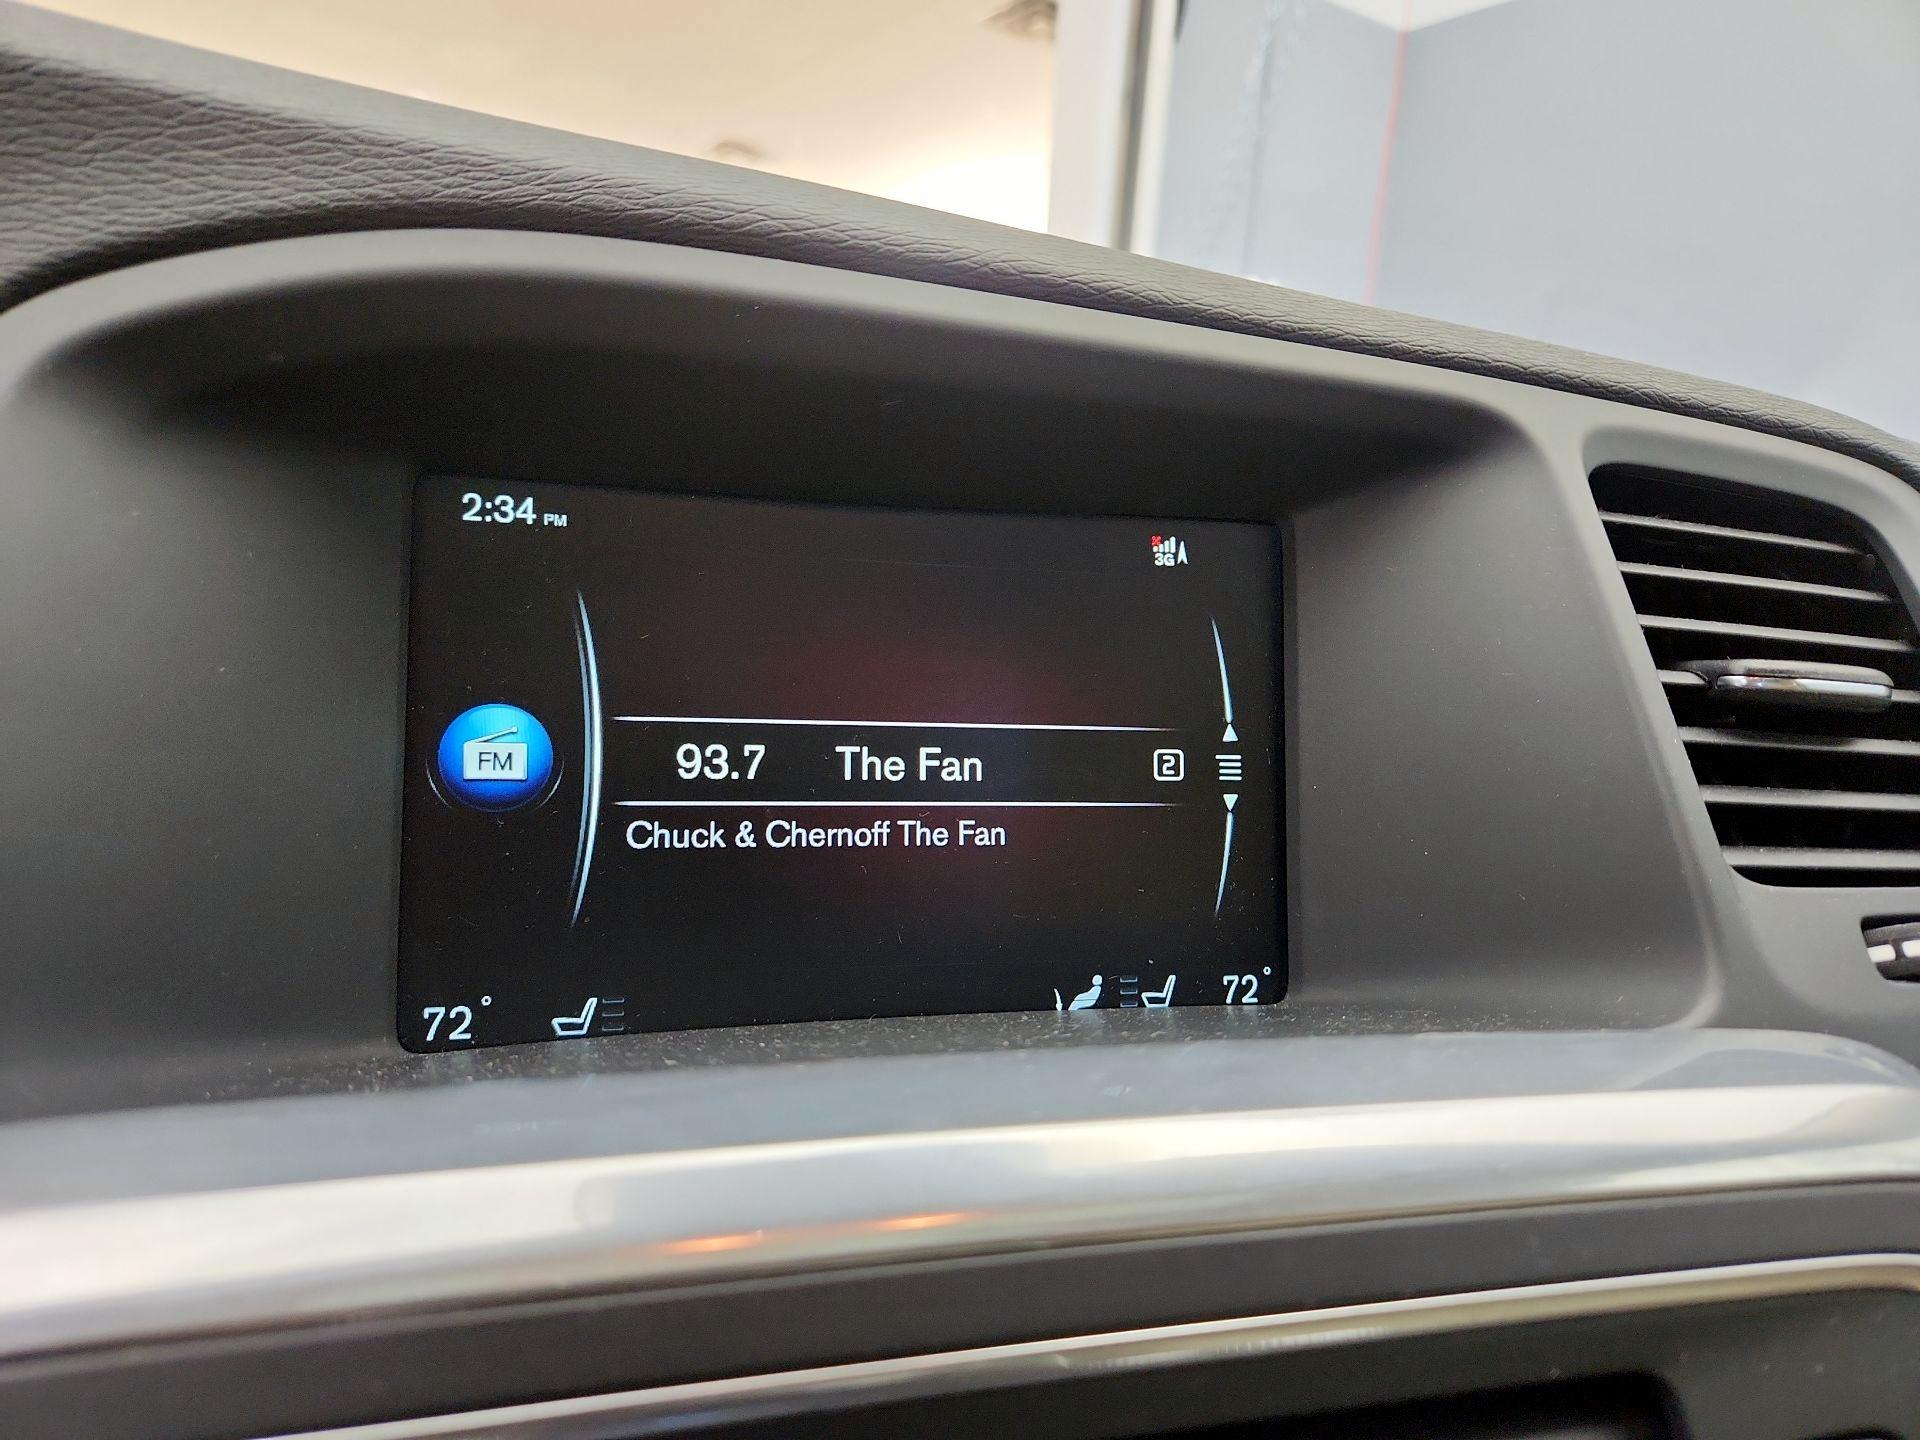 2:34 PM
3G
FM
93.7 The Fan 2
Chuck & Chernoff The Fan
72° 72°